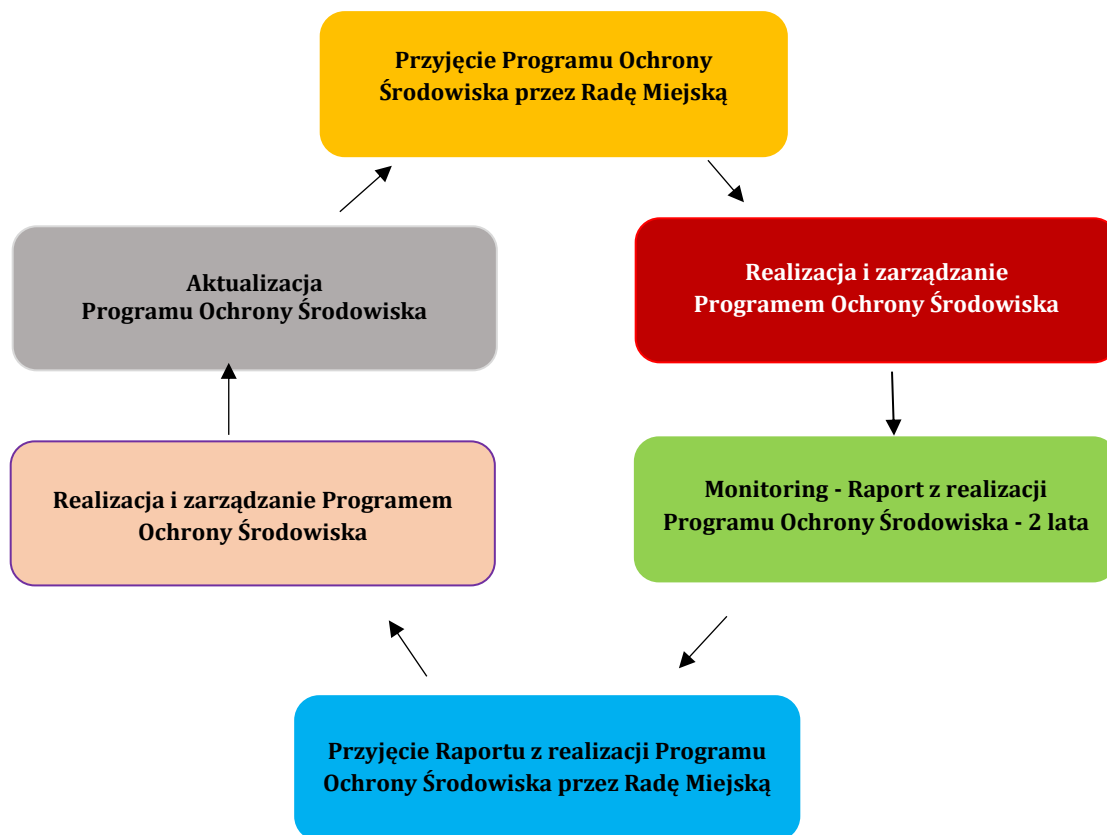 Przyjęcie Programu Ochrony
Środowiska przez Radę Miejską
Realizacja i zarządzanie
Programem Ochrony Środowiska
Monitoring - Raport z realizacji
Programu Ochrony Środowiska - 2 lata
Przyjęcie Raportu z realizacji Programu
Ochrony Środowiska przez Radę Miejską
Realizacja i zarządzanie Programem
Ochrony Środowiska
Aktualizacja
Programu Ochrony Środowiska